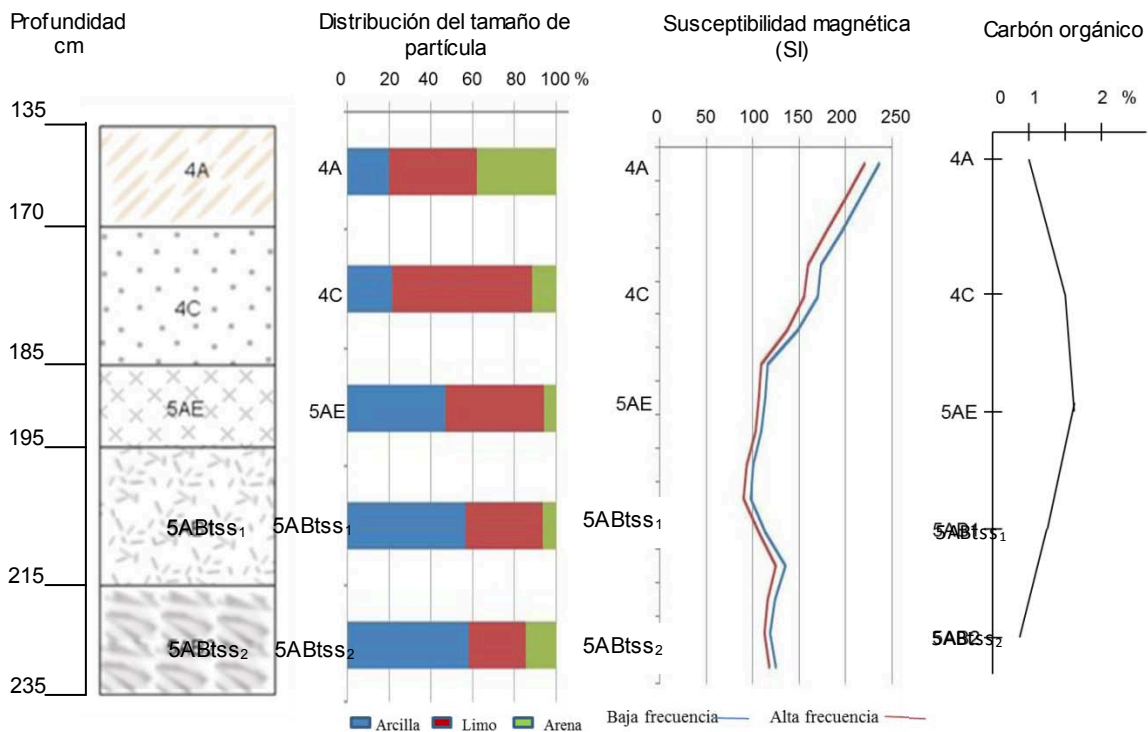 Profundidad
cm
Distribución del tamaño de
partícula
Susceptibilidad magnética
(SI)
Carbón orgánico
0 20 40 60 80 100 %
0 50 100 150 200 250
0 1 2 %
135
170
185
195
215
235
4A
4C
5AE
5ABtss₁
5ABtss₂
4A
4C
5AE
5ABtss₁
5ABtss₂
4A
4C
5AE
5ABtss₁
5ABtss₂
4A
4C
5AE
5ABtss₁
5ABtss₂
Arcilla Limo Arena
Baja frecuencia Alta frecuencia